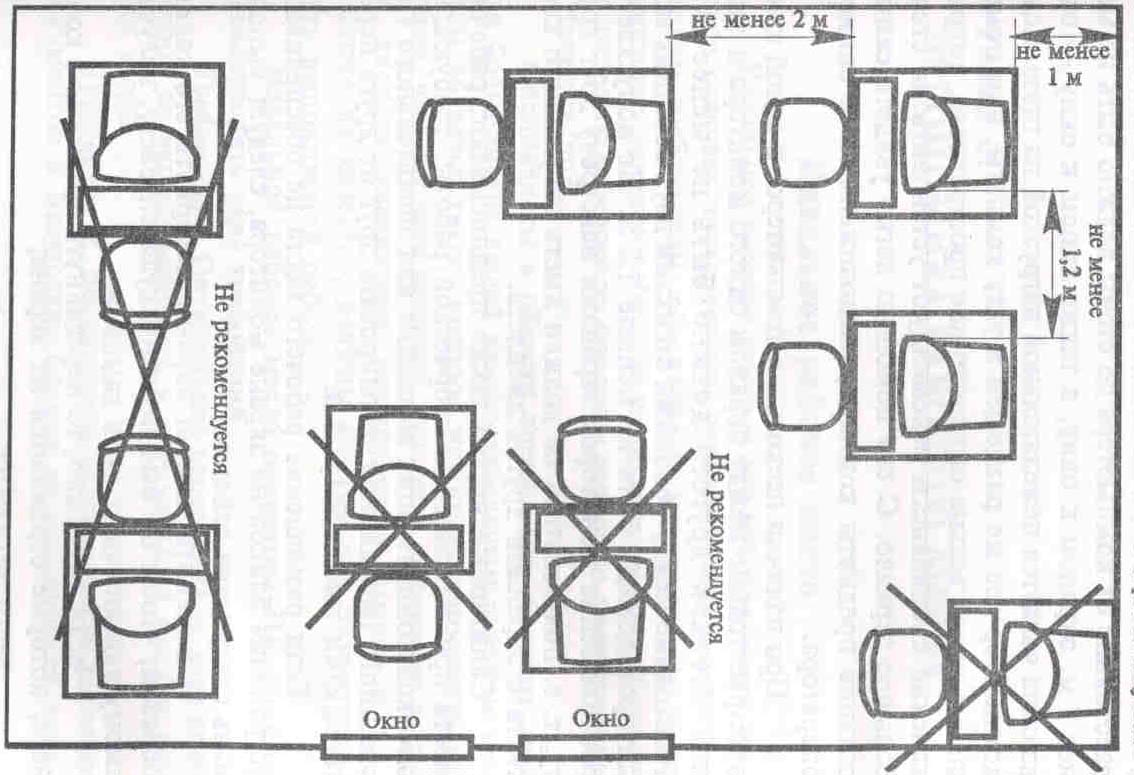 не менее 2 м
не менее
1 м
не менее
1,2 м
Не рекомендуется
Не рекомендуется
Окно
Окно